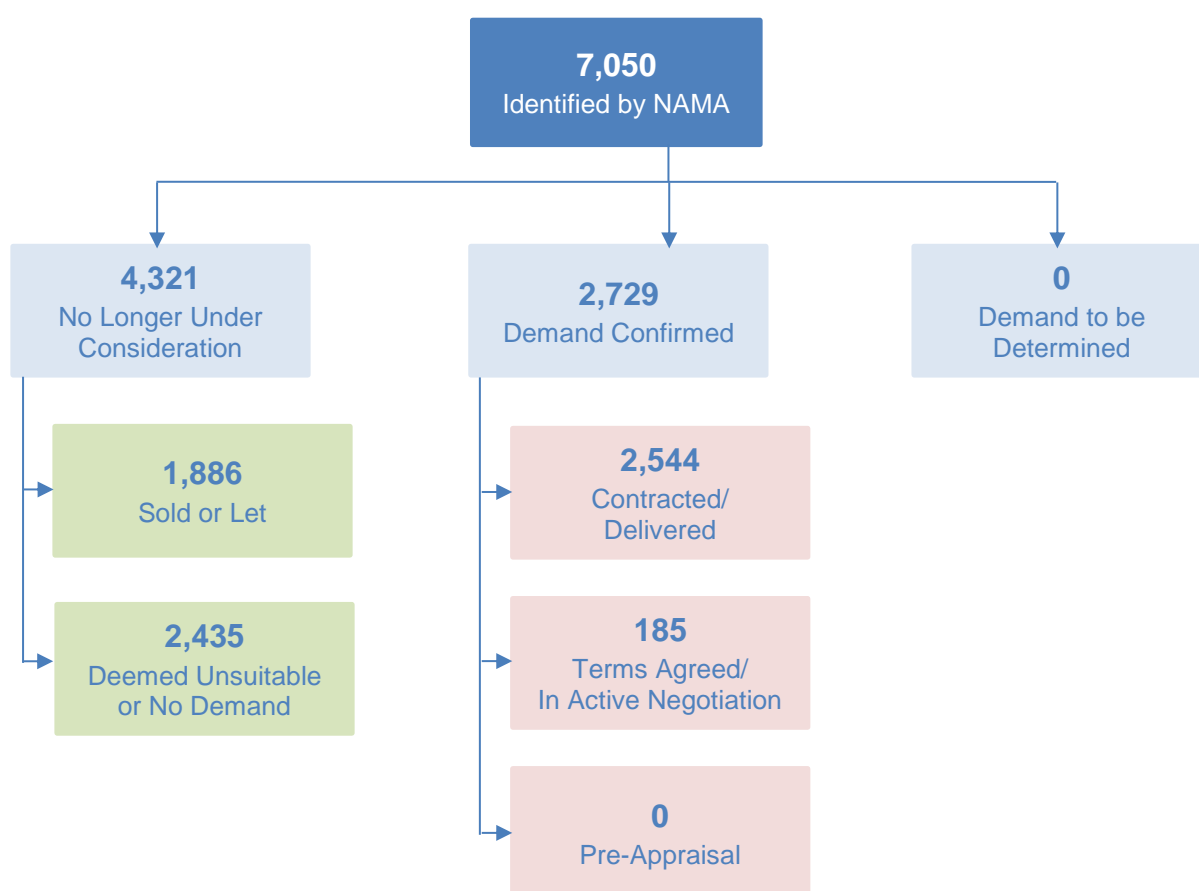 7,050
Identified by NAMA
4,321
No Longer Under
Consideration
2,729
Demand Confirmed
0
Demand to be
Determined
1,886
Sold or Let
2,435
Deemed Unsuitable
or No Demand
2,544
Contracted/
Delivered
185
Terms Agreed/
In Active Negotiation
0
Pre-Appraisal